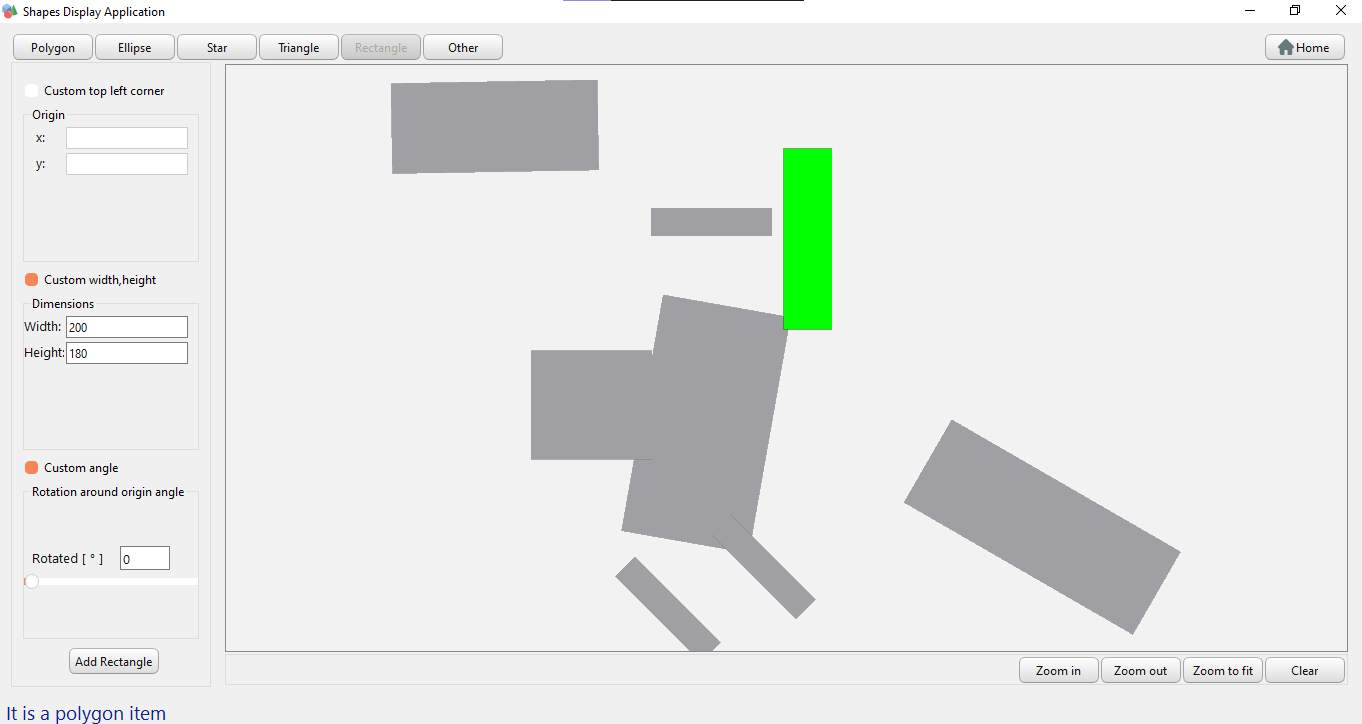 Shapes Display Application
Polygon Ellipse Star Triangle Rectangle Other Home
Custom top left corner
Origin
x:
y:
Custom width,height
Dimensions
Width: 200
Height: 180
Custom angle
Rotation around origin angle
Rotated [ ° ] 0
Add Rectangle
Zoom in Zoom out Zoom to fit Clear
It is a polygon item